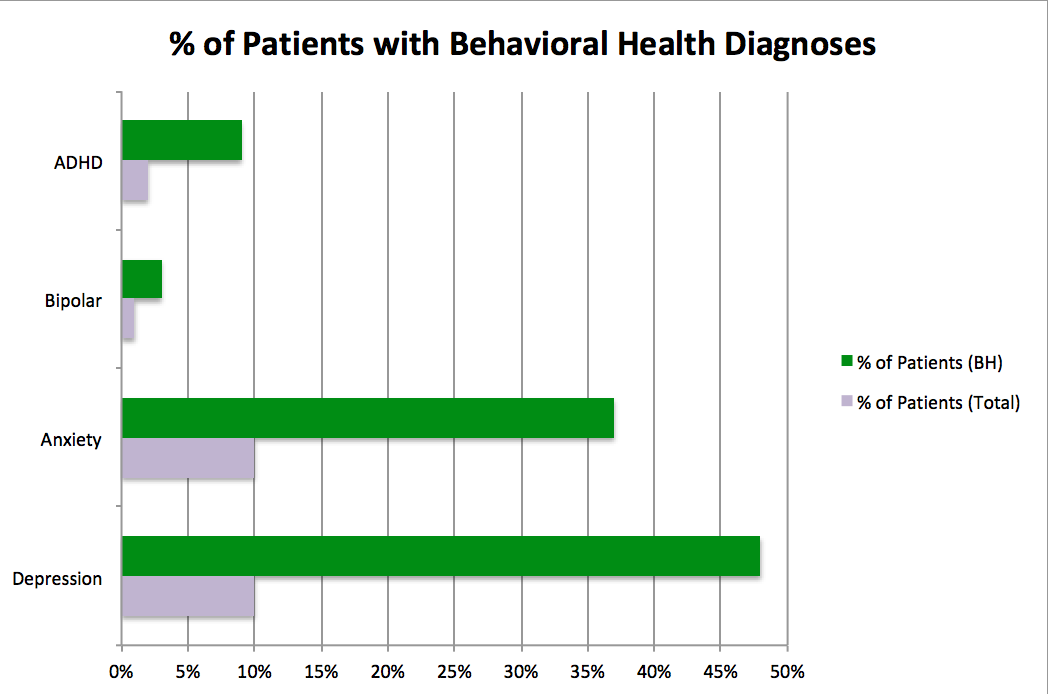 % of Patients with Behavioral Health Diagnoses
ADHD
Bipolar
Anxiety
Depression
% of Patients (BH)
% of Patients (Total)
0% 5% 10% 15% 20% 25% 30% 35% 40% 45% 50%